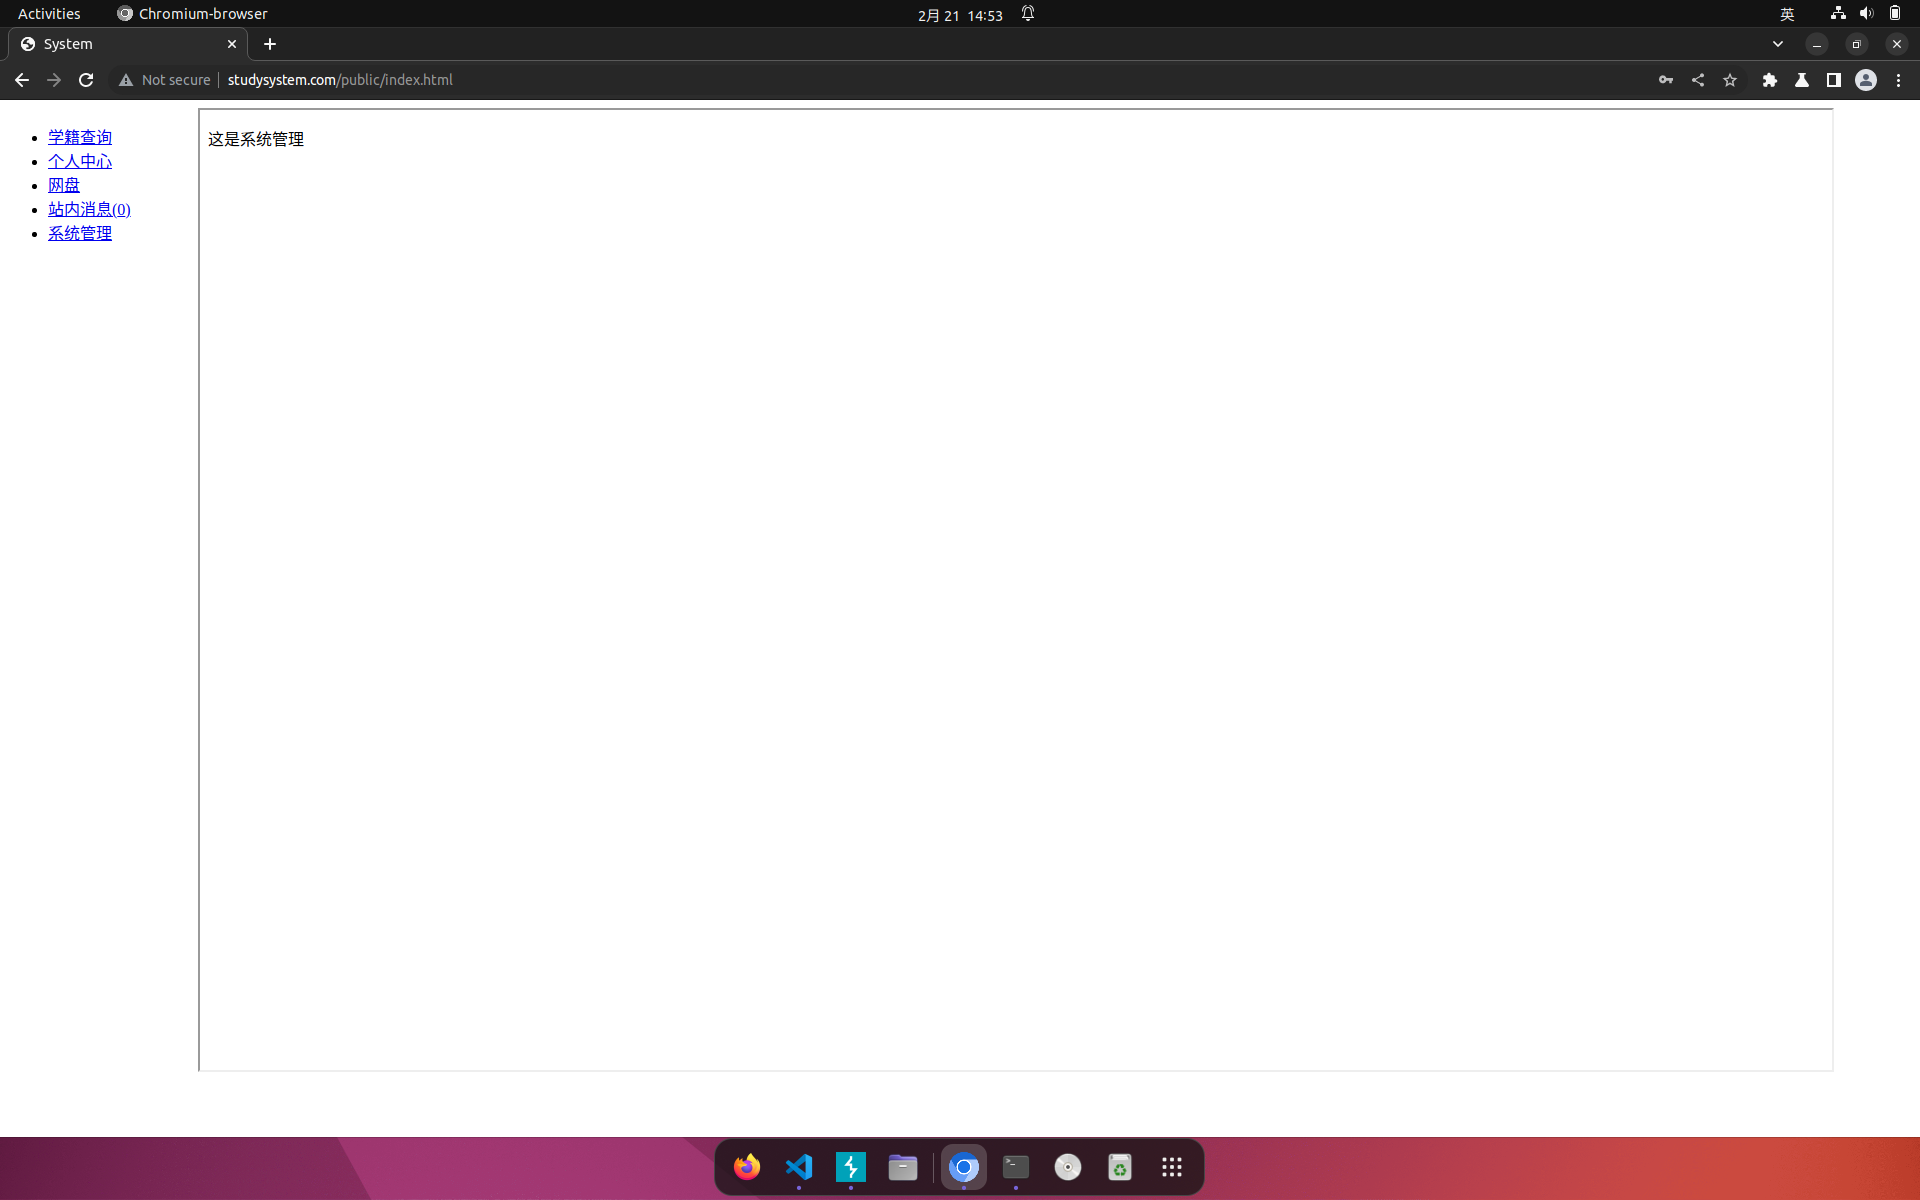 Activities
Chromium-browser
2月 21 14:53
英
System
Not secure
studysystem.com/public/index.html
学籍查询
个人中心
网盘
站内消息(0)
系统管理
这是系统管理